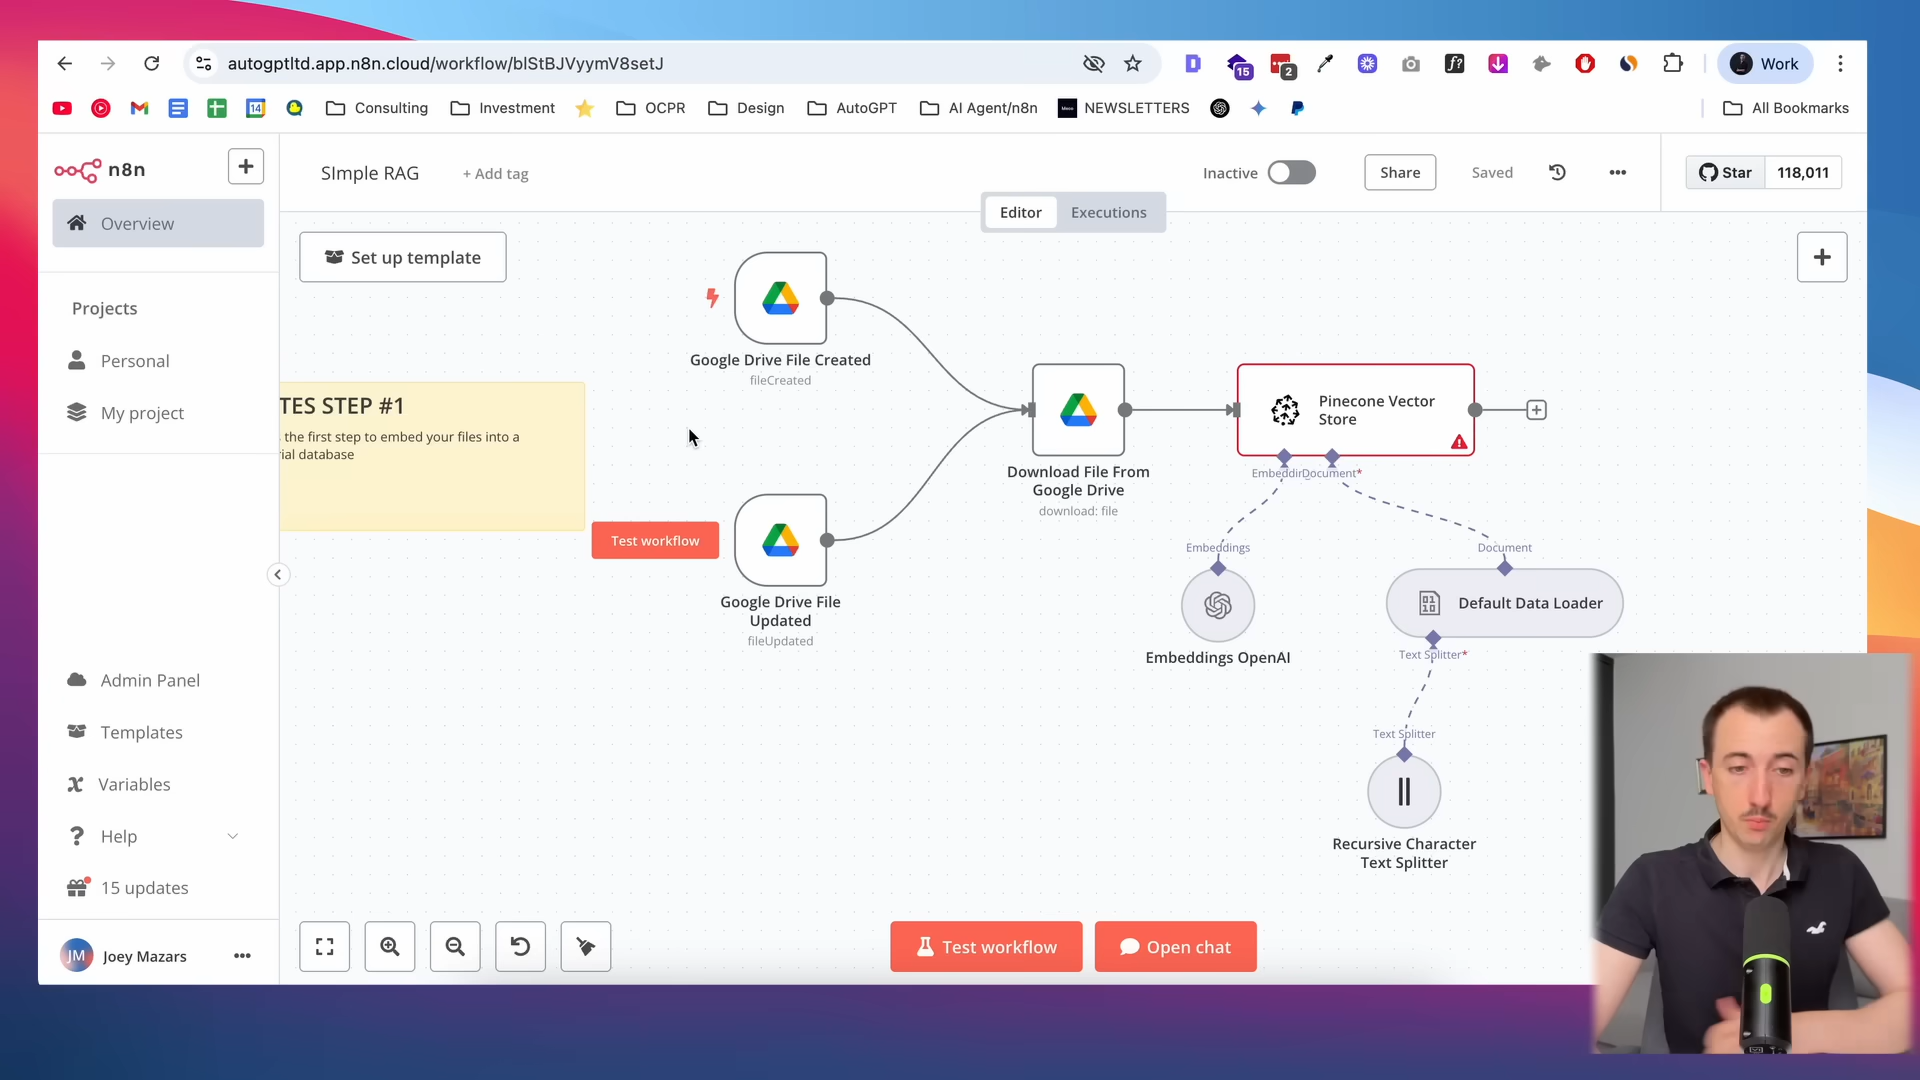 autogptltd.app.n8n.cloud/workflow/blStBJVyymV8setJ
15
2
f?
Work
14
Consulting
Investment
OCPR
Design
AutoGPT
AI Agent/n8n
NEWSLETTERS
All Bookmarks
n8n
SImple RAG
+ Add tag
Inactive
Share
Saved
Star
118,011
Editor
Executions
Overview
Projects
Personal
My project
Admin Panel
Templates
Variables
Help
15 updates
JM
Joey Mazars
Set up template
TES STEP #1
the first step to embed your files into a
ial database
Google Drive File Created
fileCreated
Test workflow
Google Drive File
Updated
fileUpdated
Download File From
Google Drive
download: file
Pinecone Vector
Store
Document*
Embeddings
Embeddings OpenAI
Document
Default Data Loader
Text Splitter*
Text Splitter
Recursive Character
Text Splitter
Test workflow
Open chat